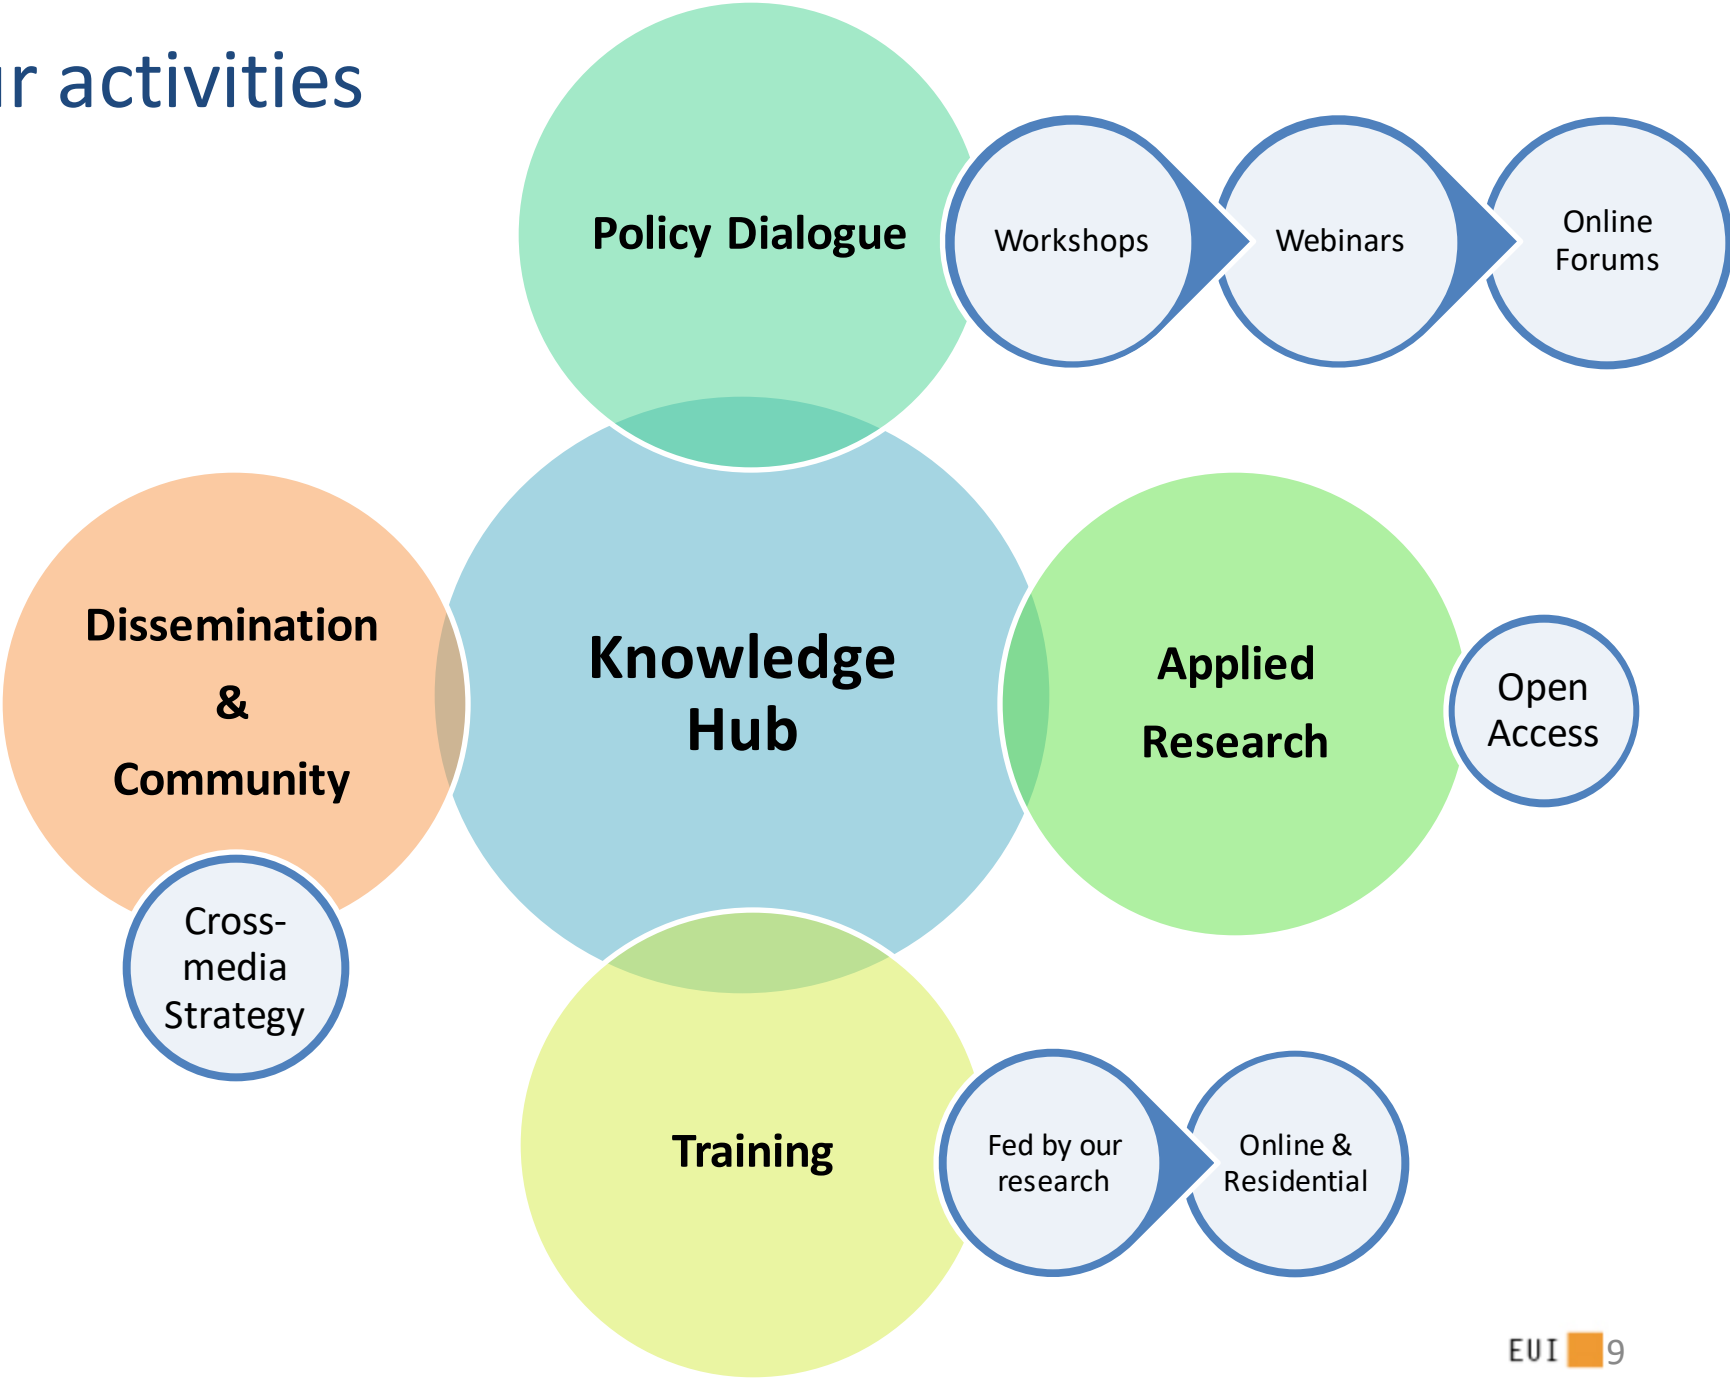 r activities
Policy Dialogue
Workshops
Webinars
Online
Forums
Dissemination
&
Community
Knowledge
Hub
Applied
Research
Open
Access
Cross-
media
Strategy
Training
Fed by our
research
Online &
Residential
EUI 9